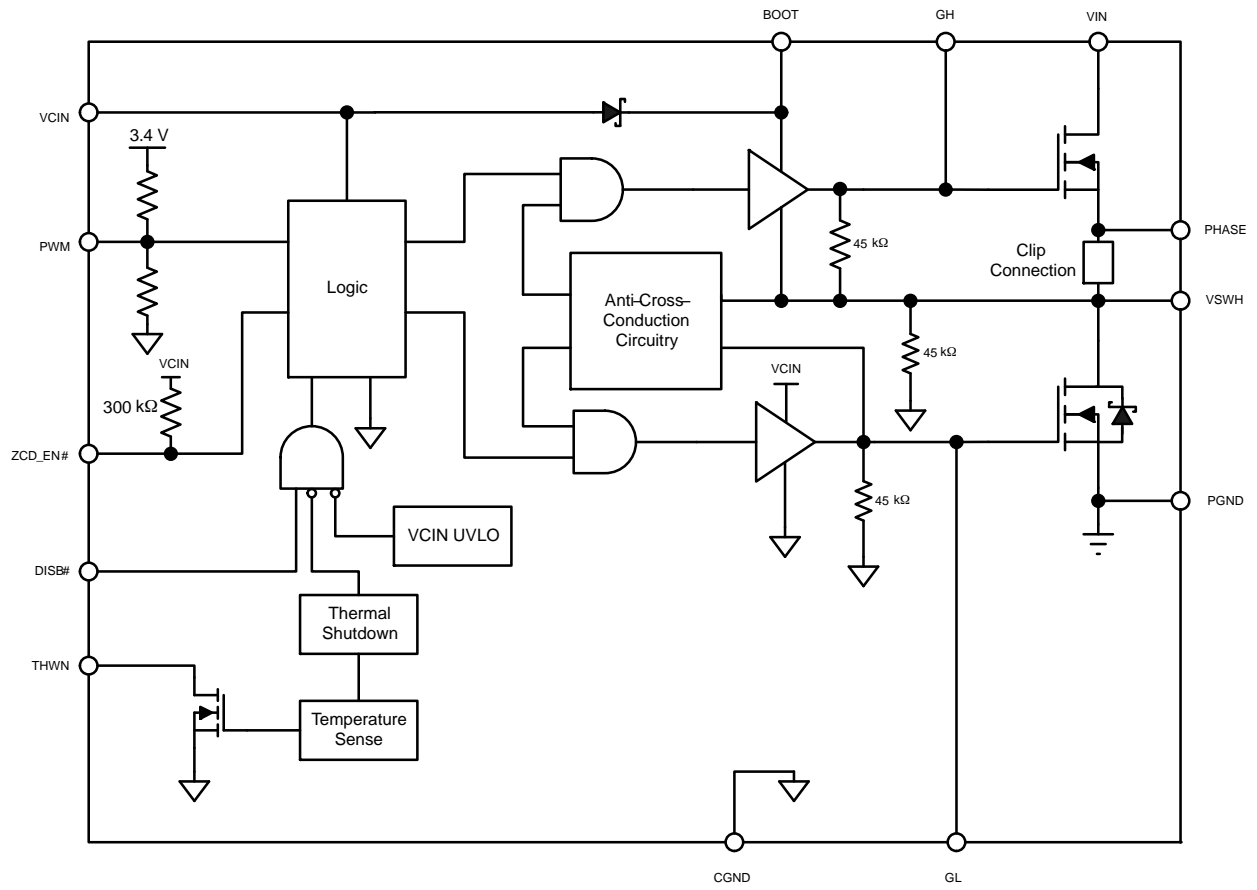 BOOT
GH
VIN
VCIN
3.4 V
PWM
45 kΩ
PHASE
Clip
Connection
Logic
Anti-Cross-
Conduction
Circuitry
VSWH
45 kΩ
VCIN
300 kΩ
VCIN
ZCD_EN#
45 kΩ
PGND
VCIN UVLO
DISB#
Thermal
Shutdown
THWN
Temperature
Sense
CGND
GL